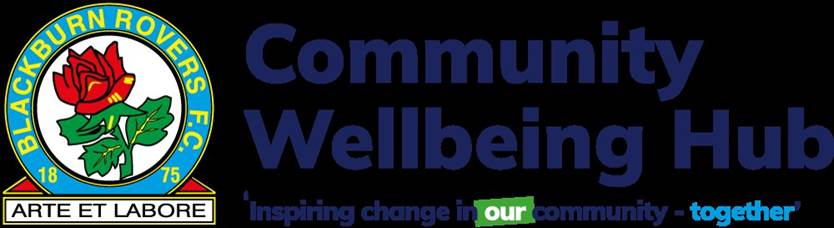 BLACKBURN ROVERS F.C.
18 75
ARTE ET LABORE
Community
Wellbeing Hub
'Inspiring change in our community - together'